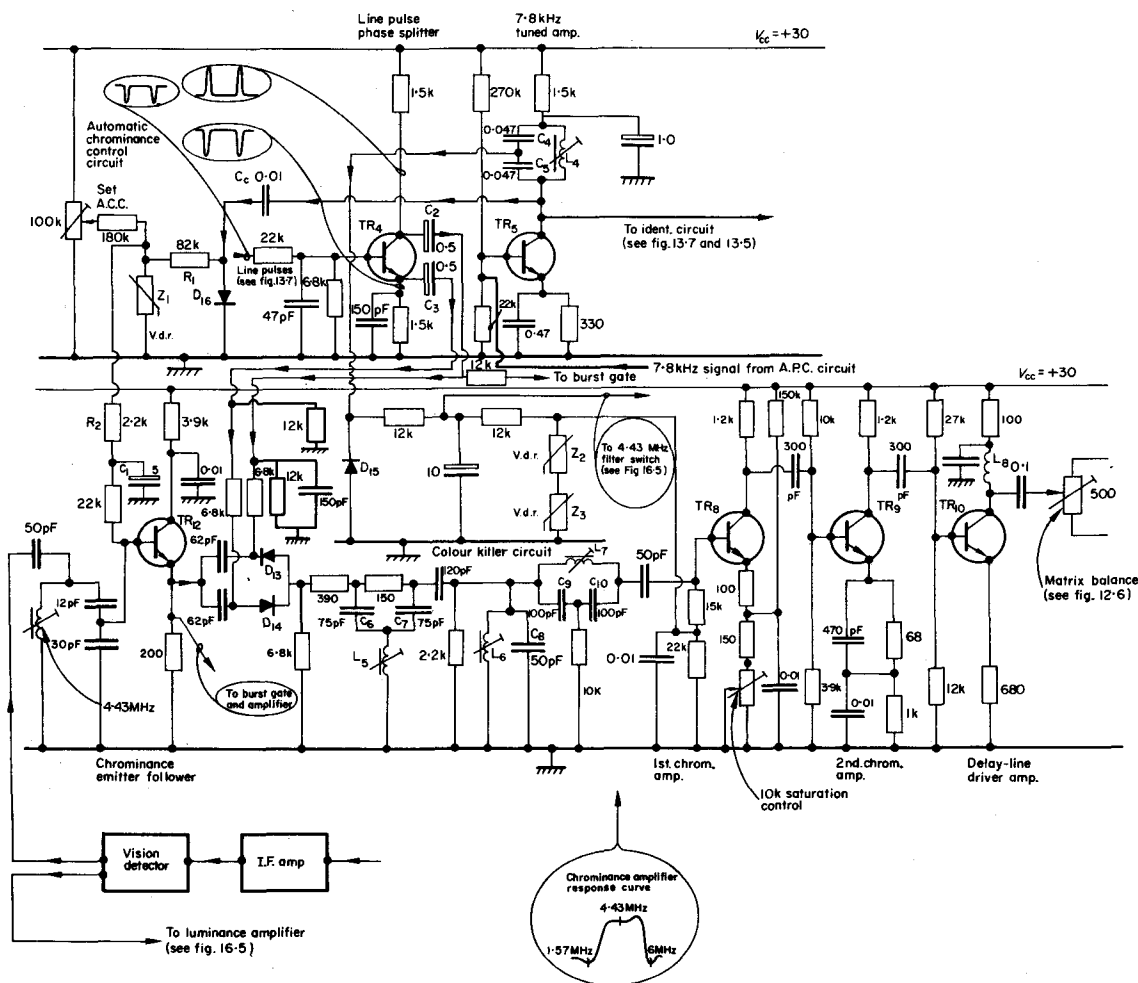 Line pulse
phase splitter
7·8kHz
tuned amp.
Vcc=+30
1·5k
270k
1·5k
0·047
C4
C5
0·047
L4
1·0
Automatic
chrominance
control
circuit
Cc 0·01
Set
A.C.C.
100k
180k
TR4
C2
0·5
0·5
C3
TR5
To ident. circuit
(see fig.13·7 and 13·5)
82k
R1
22k
Line pulses
(see fig.13·7)
6·8k
Z1
V.d.r.
D16
47pF
150pF
1·5k
22k
0·47
330
12k
7·8kHz signal from A.P.C. circuit
To burst gate
Vcc=+30
R2
2·2k
3·9k
12k
12k
12k
1·2k
150k
10k
1·2k
27k
100
C1
5
0·01
6·8k
12k
150pF
6·8k
D15
10
V.d.r.
Z2
V.d.r.
Z3
To 4·43 MHz
filter switch
(see Fig 16·5)
300
pF
300
pF
L8
0·1
500
22k
50pF
TR12
62pF
62pF
D13
D14
Colour killer circuit
TR8
TR9
TR10
Matrix balance
(see fig. 12·6)
12pF
30pF
200
390
150
120pF
75pF
C6
C7
75pF
L7
C9
C10
100pF
100pF
50pF
15k
22k
100
150
470
pF
68
L5
6·8k
2·2k
L6
C8
50pF
10K
0·01
0·01
3·9k
0·01
1k
12k
680
4·43MHz
To burst gate
and amplifier
Chrominance
emitter follower
1st.chrom.
amp.
10k saturation
control
2nd.chrom.
amp.
Delay-line
driver amp.
Vision
detector
I.F. amp
To luminance amplifier
(see fig. 16·5)
Chrominance amplifier
response curve
4·43MHz
1·57MHz
6MHz